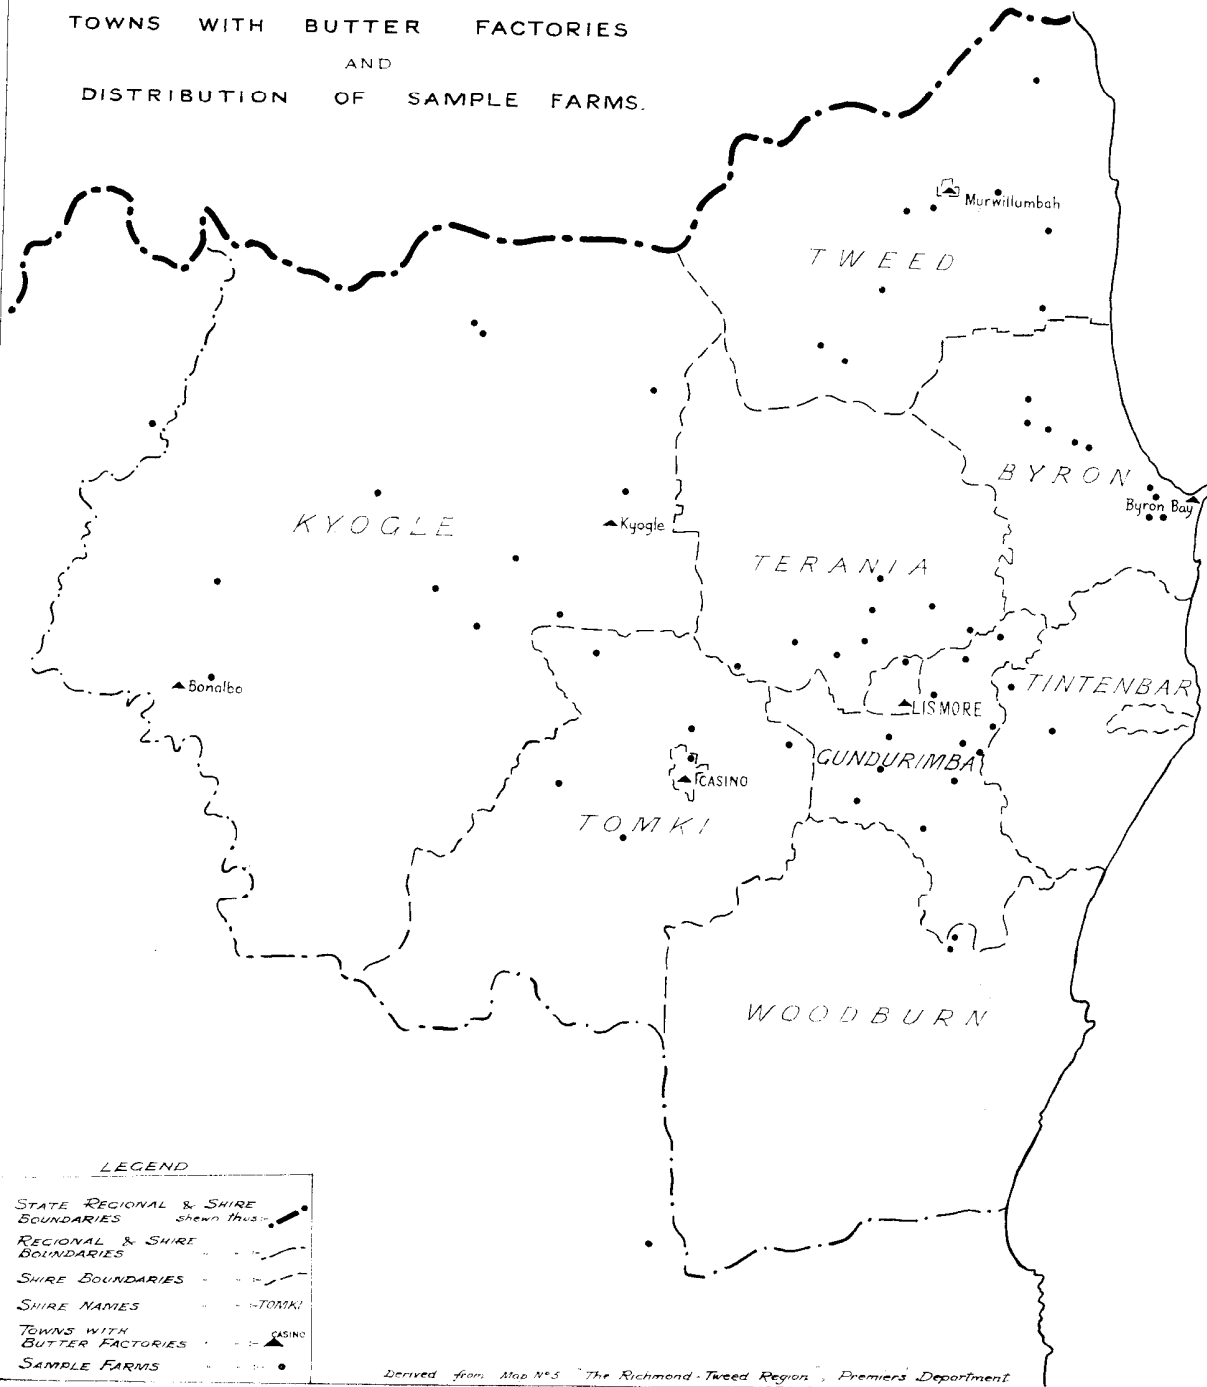 TOWNS WITH BUTTER FACTORIES
AND
DISTRIBUTION OF SAMPLE FARMS.
Murwillumbah
TWEED
BYRON
Byron Bay
KYOGLE
Kyogle
TERANIA
Bonalbo
TINTENBAR
LISMORE
GUNDURIMBA
CASINO
TOMKI
WOODBURN
LEGEND
STATE REGIONAL & SHIRE
BOUNDARIES shewn thus:-
REGIONAL & SHIRE
BOUNDARIES " " :-
SHIRE BOUNDARIES " " :-
SHIRE NAMES " " :-TOMKI
TOWNS WITH CASINO
BUTTER FACTORIES " " :-
SAMPLE FARMS " " :-
Derived from Map Nº5 "The Richmond-Tweed Region", Premiers Department